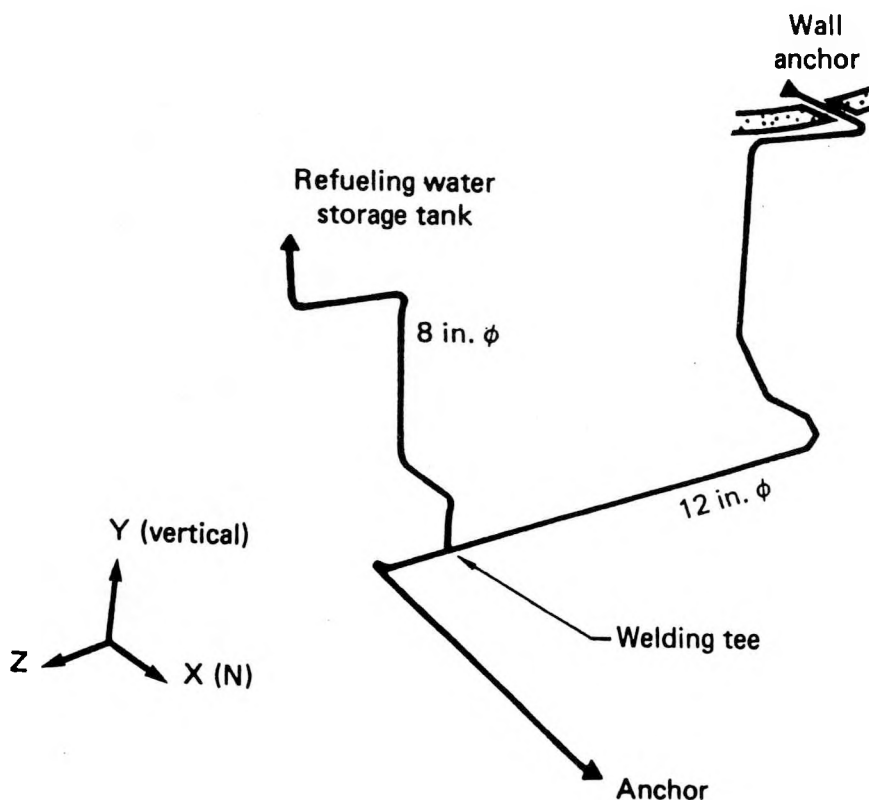 Wall
anchor
Refueling water
storage tank
8 in. φ
12 in. φ
Y (vertical)
Z
X (N)
Welding tee
Anchor